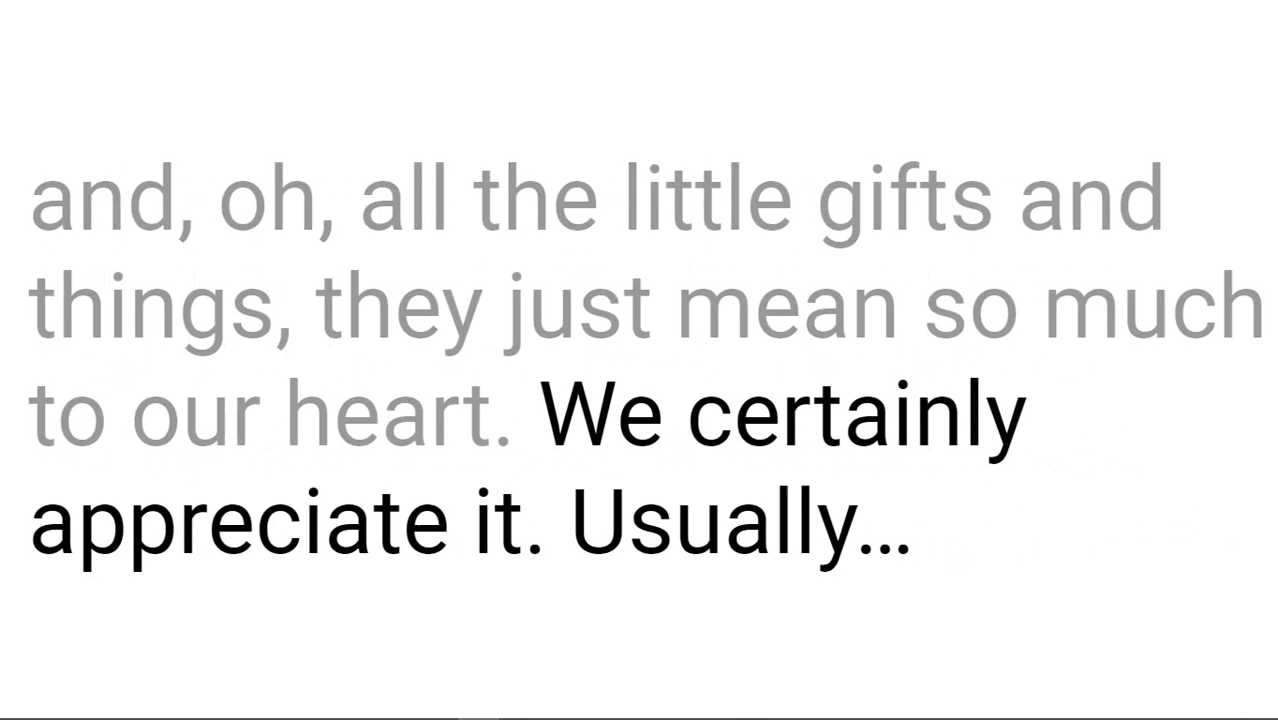 and, oh, all the little gifts and
things, they just mean so much
to our heart. We certainly
appreciate it. Usually…